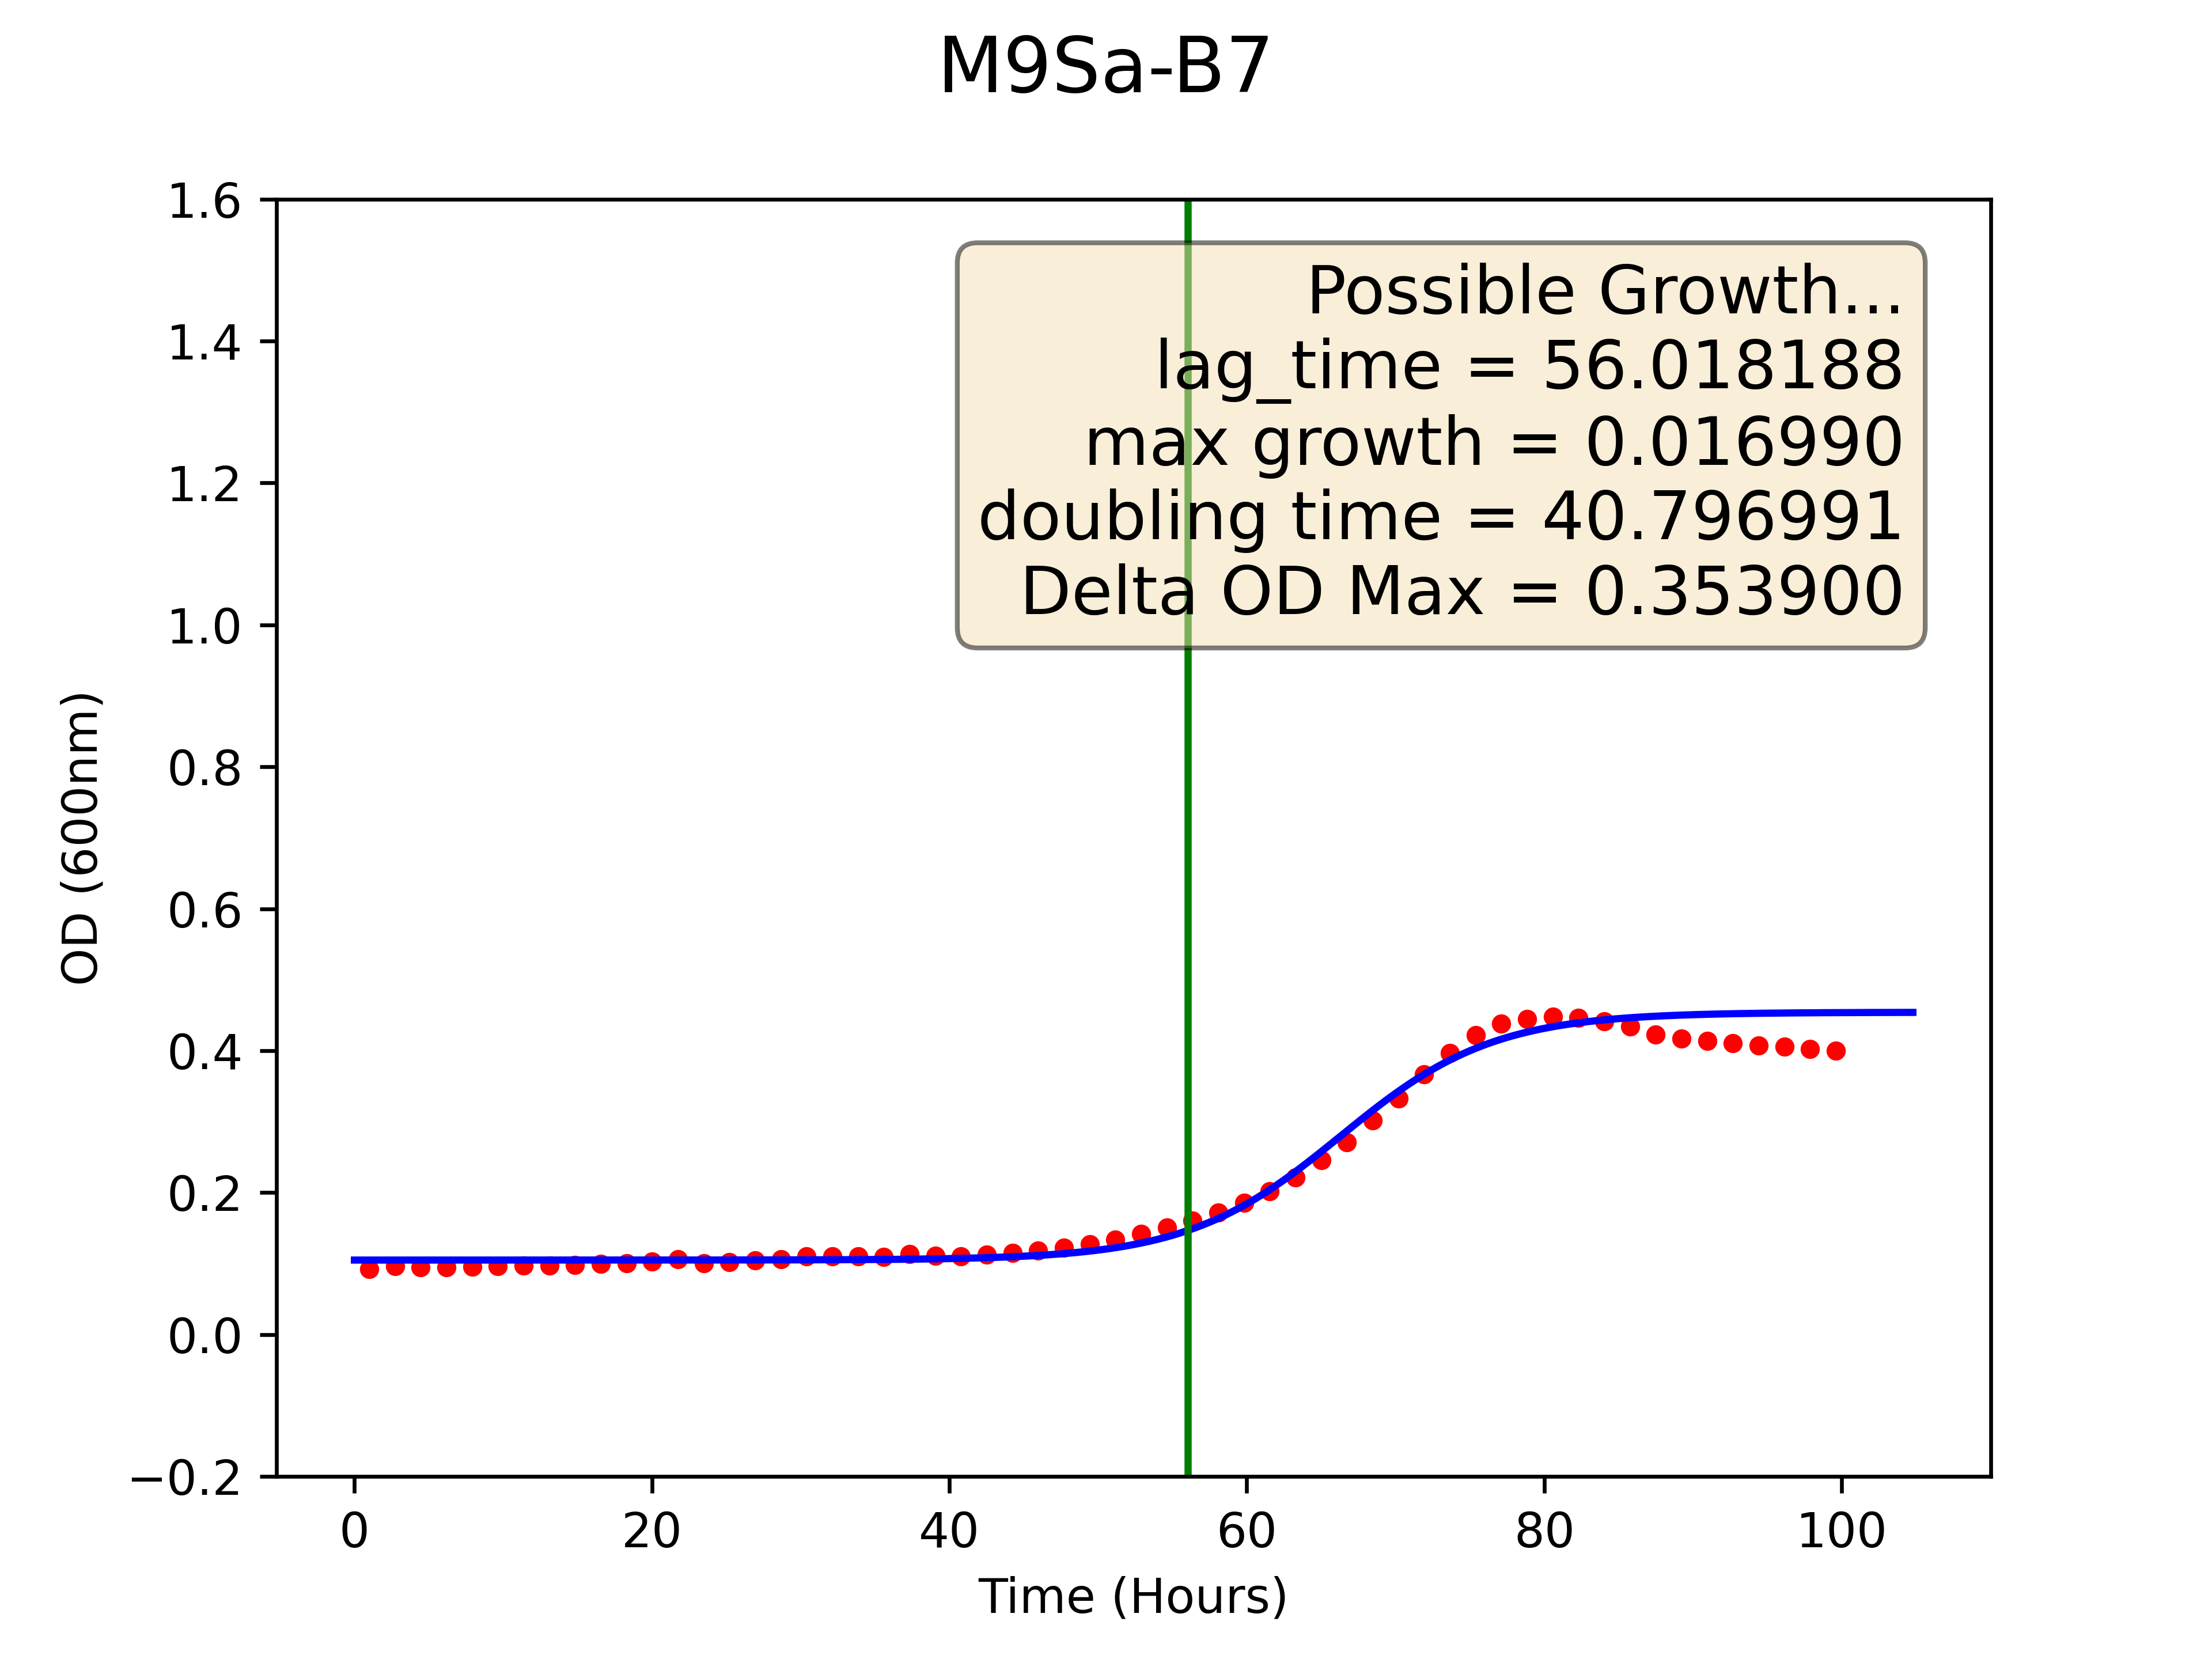 M9Sa-B7
1.6
1.4
1.2
1.0
0.8
0.6
0.4
0.2
0.0
−0.2
OD (600nm)
Possible Growth...
lag_time = 56.018188
max growth = 0.016990
doubling time = 40.796991
Delta OD Max = 0.353900
0 20 40 60 80 100
Time (Hours)